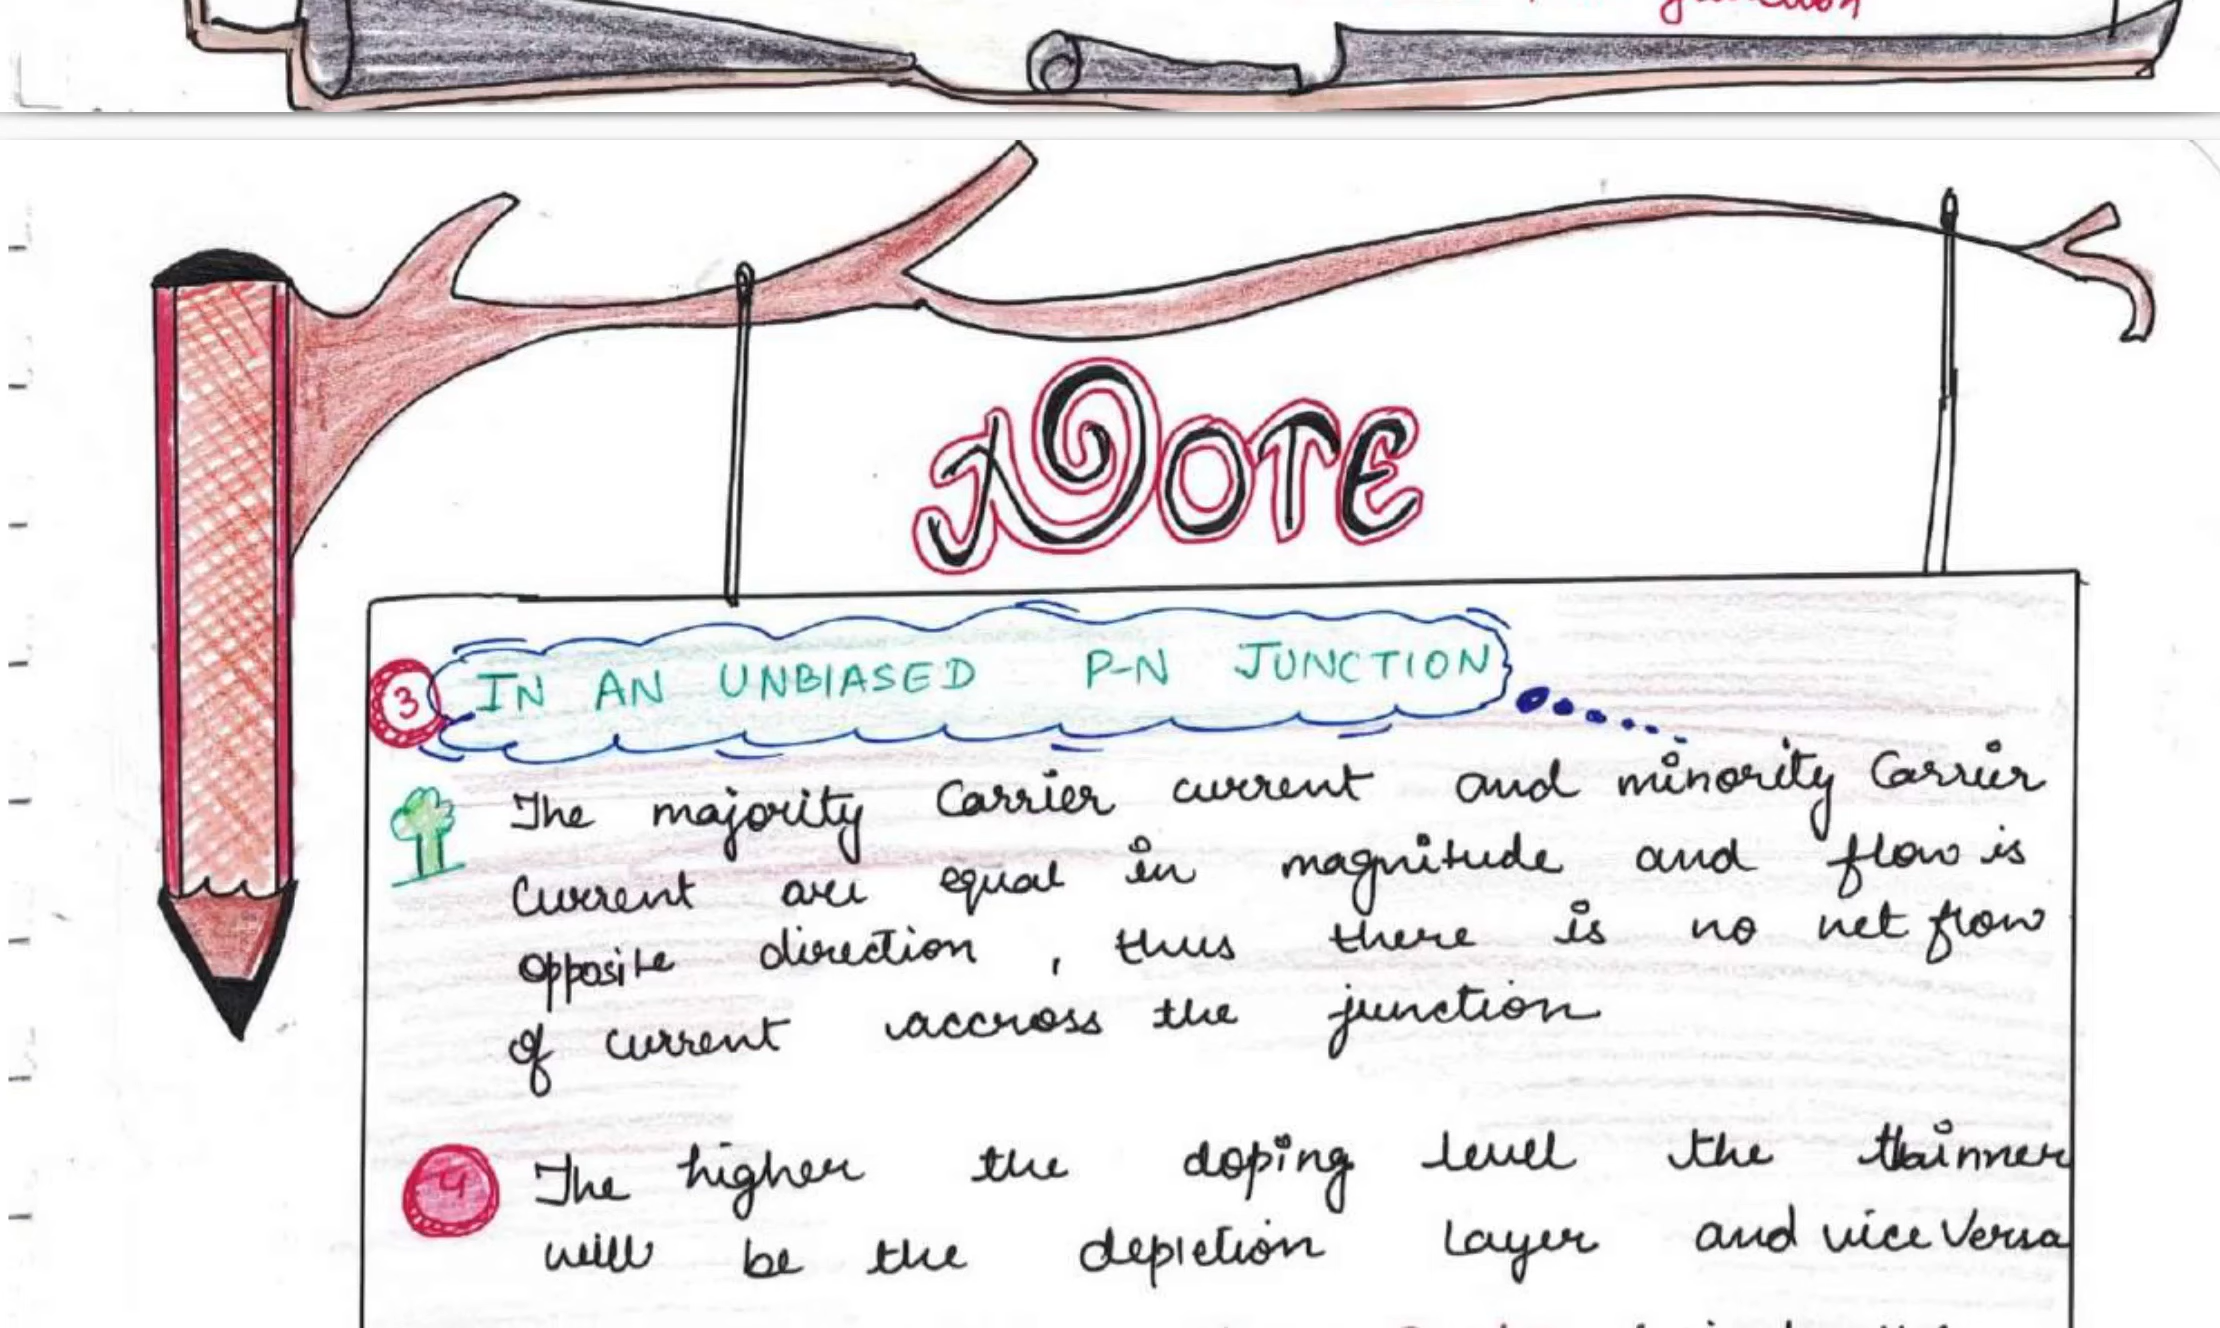 junction
NOTE
3 IN AN UNBIASED P-N JUNCTION
The majority Carrier current and minority Carrier
Current are equal in magnitude and flow is
opposite direction , thus there is no net flow
of current accross the junction
4 The higher the doping level the thinner
will be the depletion Layer and vice Versa